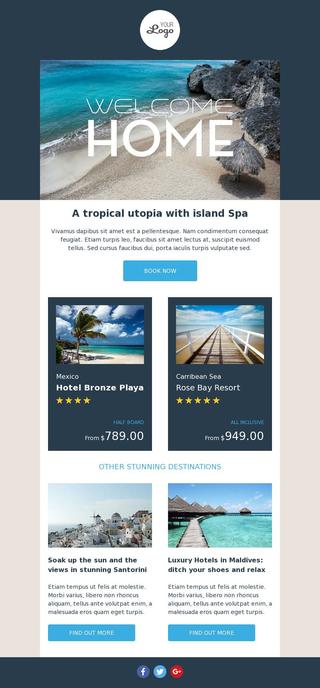 YOUR
Logo
WELCOME
HOME
A tropical utopia with island Spa
Vivamus dapibus sit amet est a pellentesque. Nam condimentum consequat
feugiat. Etiam turpis leo, faucibus sit amet lectus at, suscipit euismod
tellus. Sed cursus faucibus dui, porta iaculis turpis vulputate sed.
BOOK NOW
Mexico
Hotel Bronze Playa
HALF BOARD
From $789.00
Carribean Sea
Rose Bay Resort
ALL INCLUSIVE
From $949.00
OTHER STUNNING DESTINATIONS
Soak up the sun and the
views in stunning Santorini
Etiam tempus ut felis at molestie.
Morbi varius, libero non rhoncus
aliquam, tellus ante volutpat enim, a
malesuada eros quam eget turpis.
FIND OUT MORE
Luxury Hotels in Maldives:
ditch your shoes and relax
Etiam tempus ut felis at molestie.
Morbi varius, libero non rhoncus
aliquam, tellus ante volutpat enim, a
malesuada eros quam eget turpis.
FIND OUT MORE